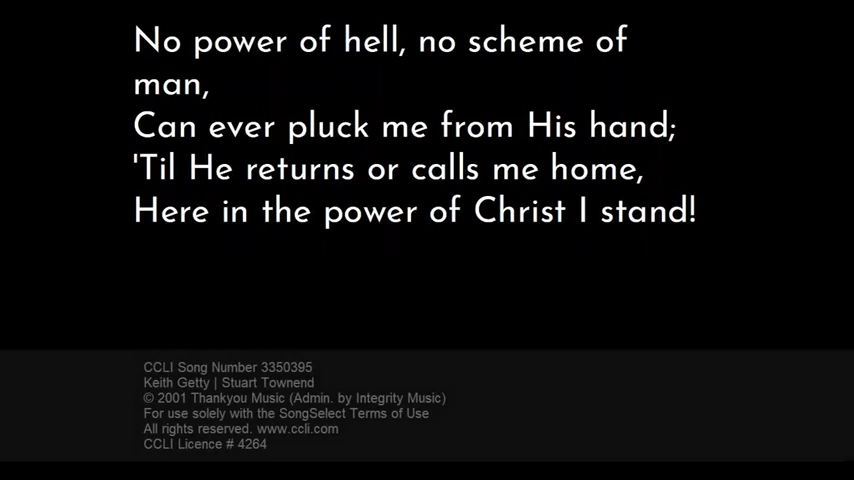 No power of hell, no scheme of
man,
Can ever pluck me from His hand;
'Til He returns or calls me home,
Here in the power of Christ I stand!
CCLI Song Number 3350395
Keith Getty | Stuart Townend
© 2001 Thankyou Music (Admin. by Integrity Music)
For use solely with the SongSelect Terms of Use
All rights reserved. www.ccli.com
CCLI Licence # 4264